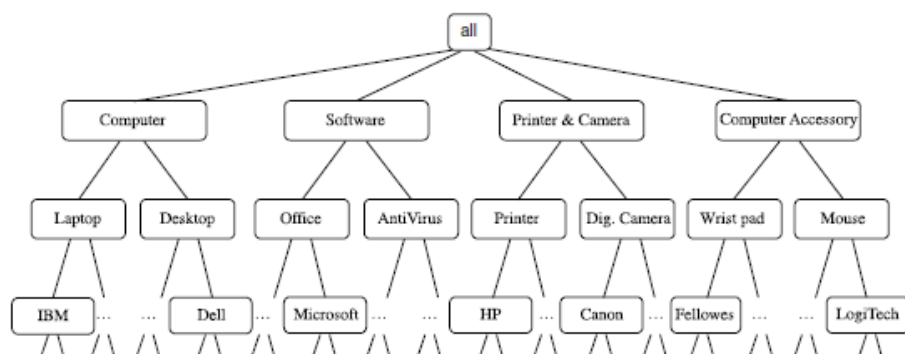 all
Computer
Software
Printer & Camera
Computer Accessory
Laptop
Desktop
Office
AntiVirus
Printer
Dig. Camera
Wrist pad
Mouse
IBM
...
...
Dell
...
Microsoft
...
...
HP
...
Canon
...
Fellowes
...
...
LogiTech